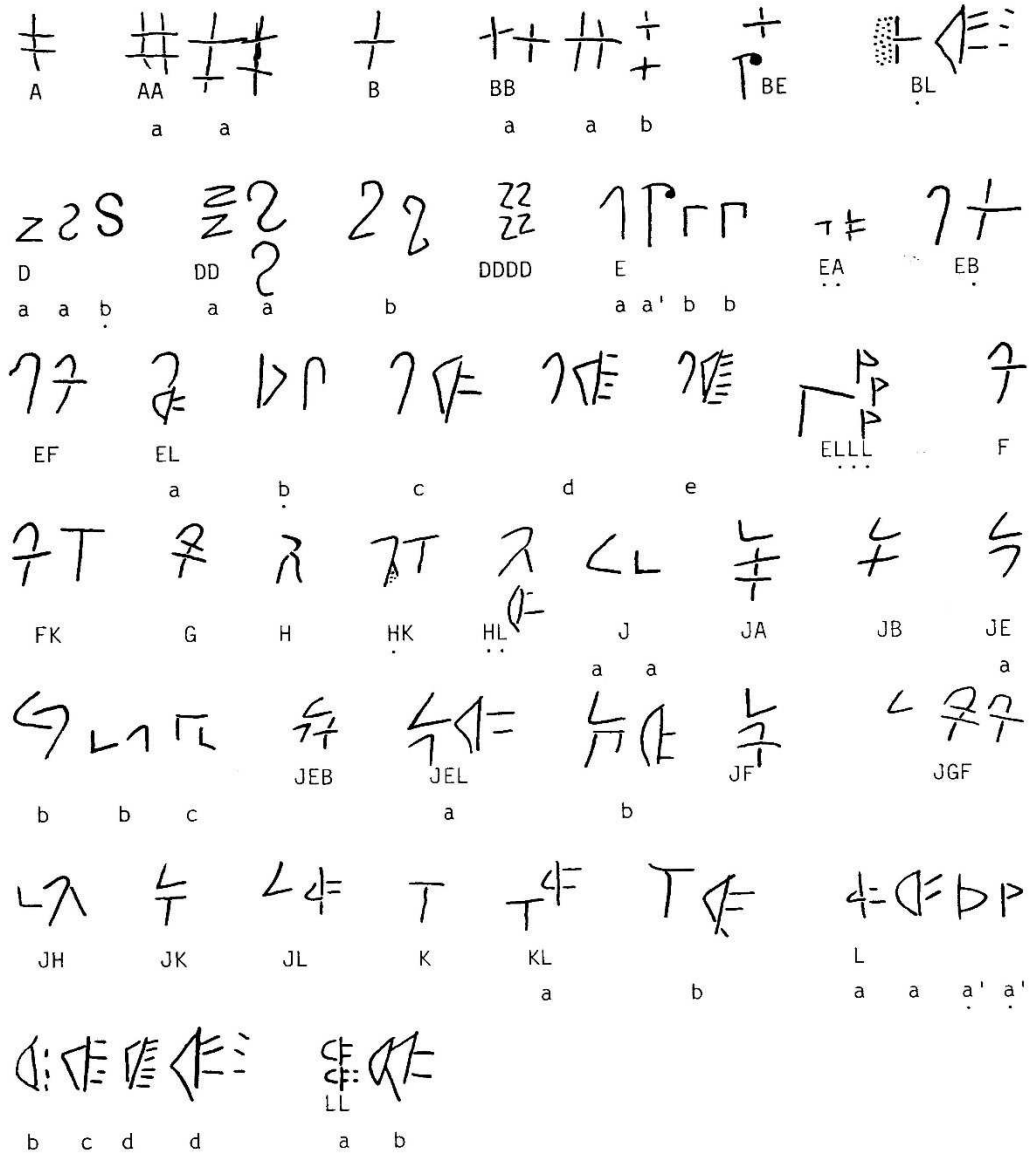 A AA B BB BE BL
a a a a b
D DD DDDD E EA EB
a a b a a b a a' b b
EF EL ELLL F
a b c d e
FK G H HK HL J JA JB JE
a a a
JEB JEL JF JGF
b b c a b
JH JK JL K KL L
a b a a a' a'
LL
b c d d a b